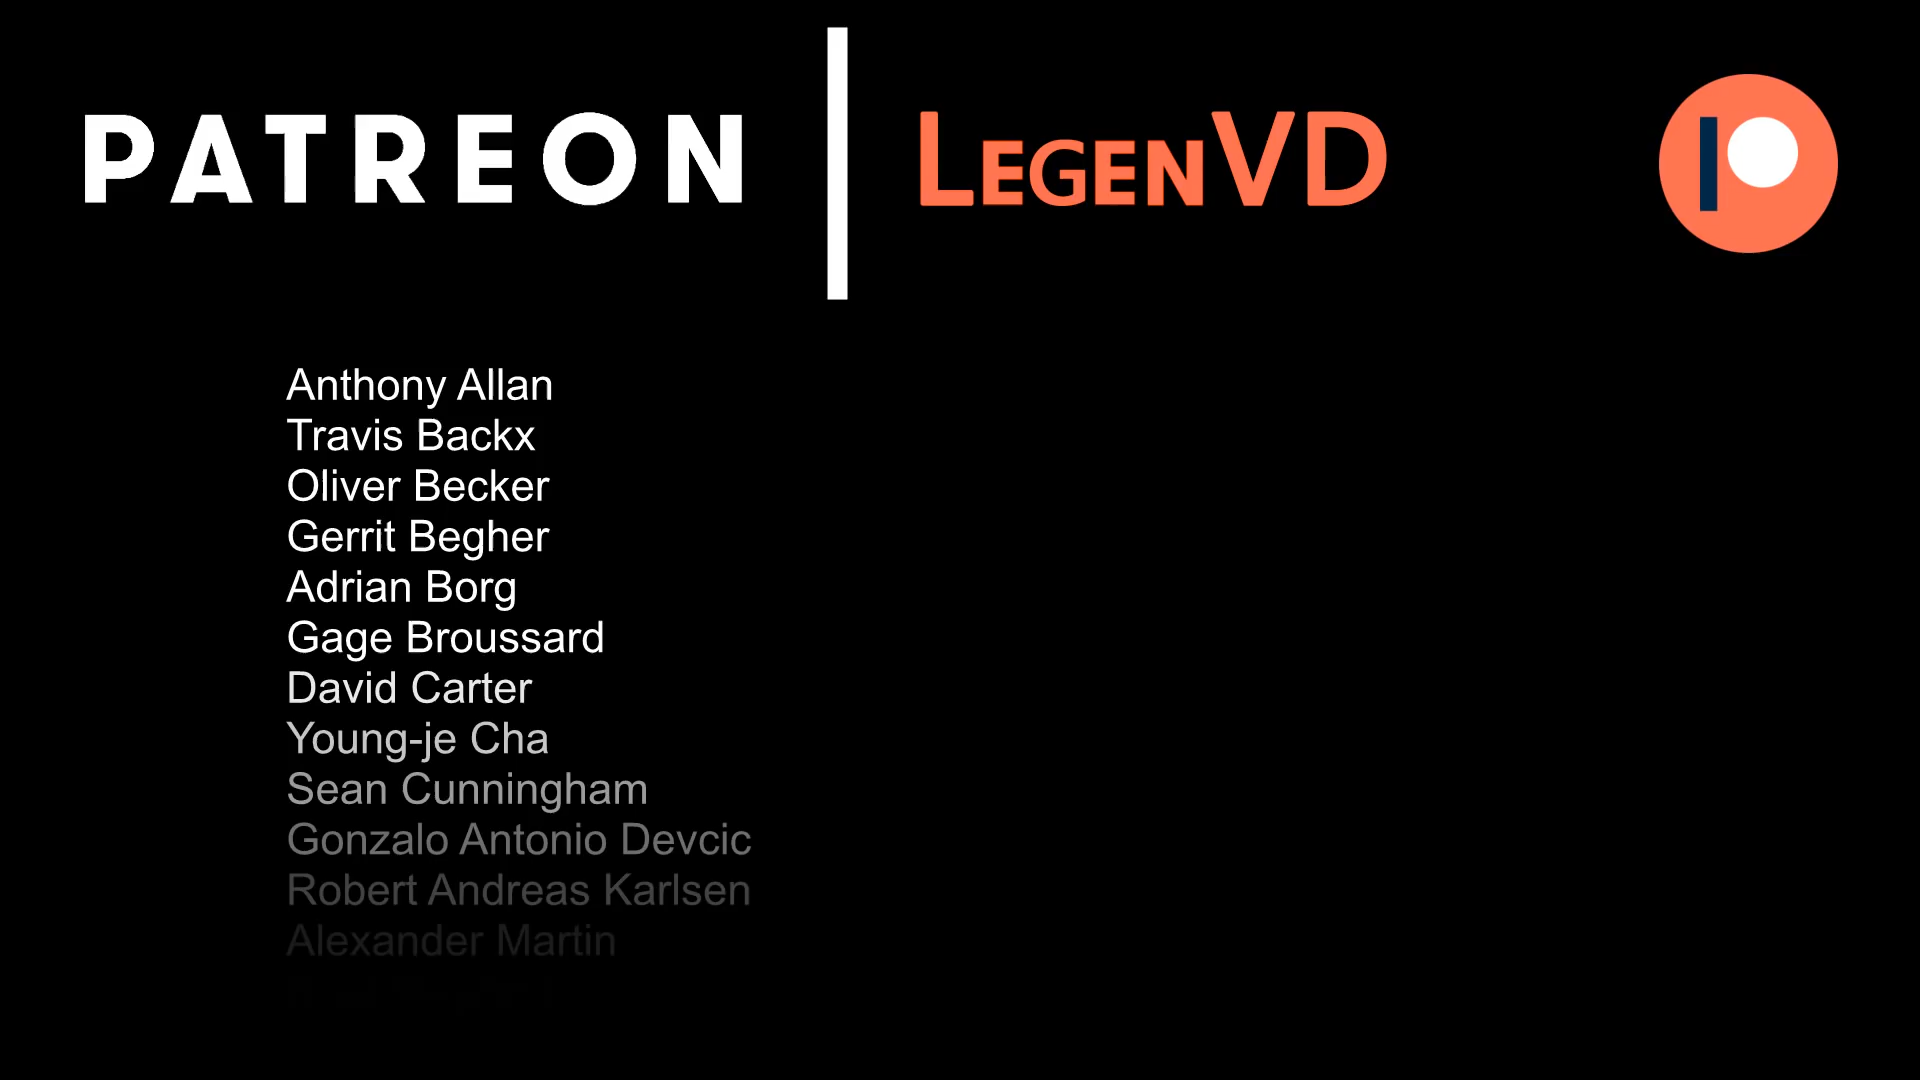 PATREON
LEGENVD
Anthony Allan
Travis Backx
Oliver Becker
Gerrit Begher
Adrian Borg
Gage Broussard
David Carter
Young-je Cha
Sean Cunningham
Gonzalo Antonio Devcic
Robert Andreas Karlsen
Alexander Martin